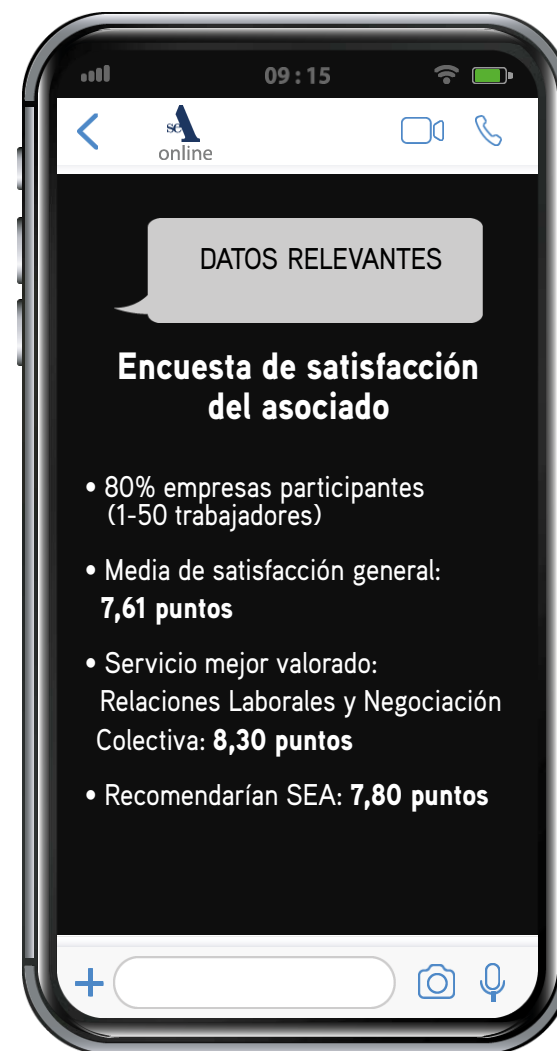 09:15
seA
online
DATOS RELEVANTES
Encuesta de satisfacción
del asociado
• 80% empresas participantes
(1-50 trabajadores)
• Media de satisfacción general:
7,61 puntos
• Servicio mejor valorado:
Relaciones Laborales y Negociación
Colectiva: 8,30 puntos
• Recomendarían SEA: 7,80 puntos